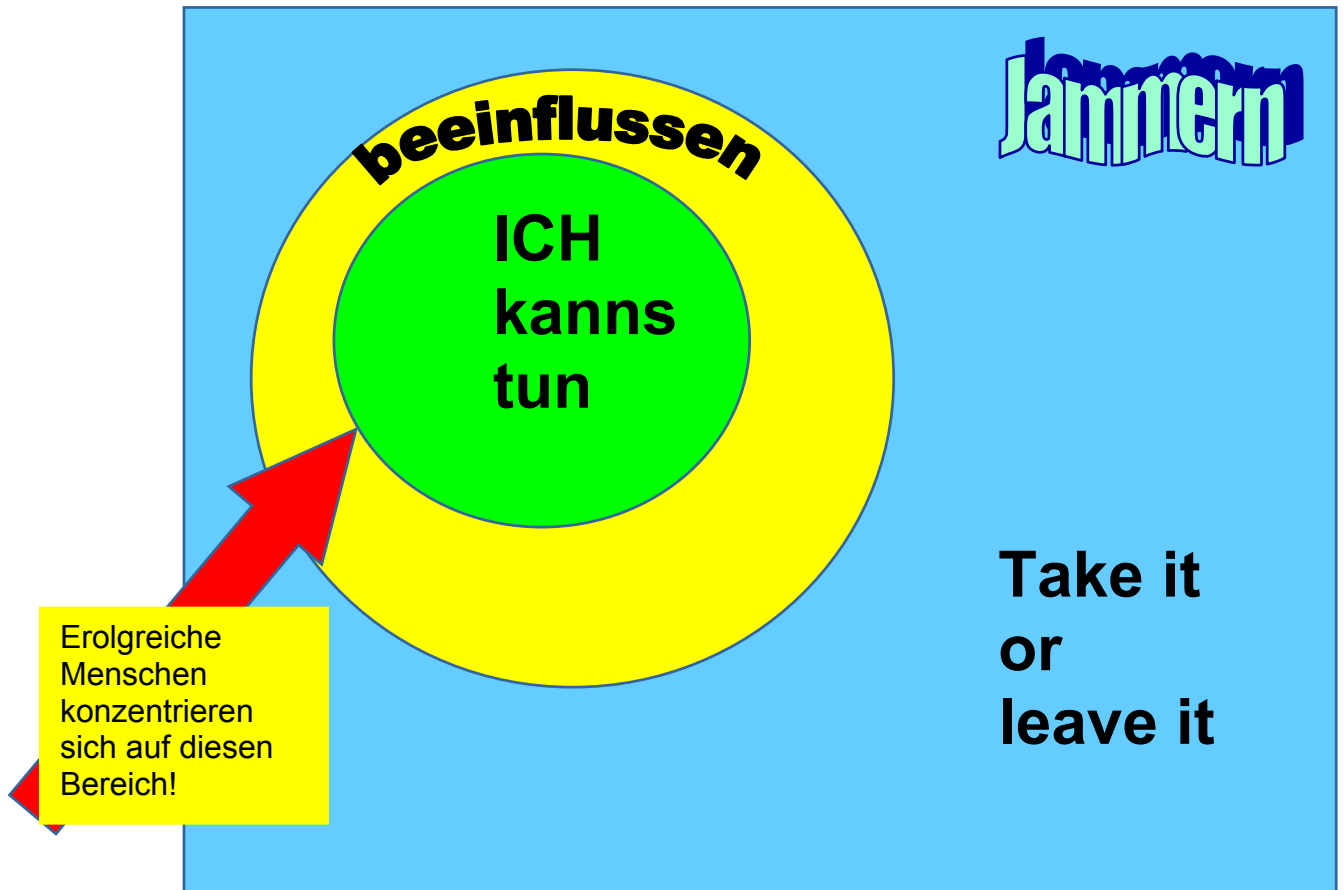 Jammern
beeinflussen
ICH
kanns
tun
Take it
or
leave it
Erolgreiche
Menschen
konzentrieren
sich auf diesen
Bereich!